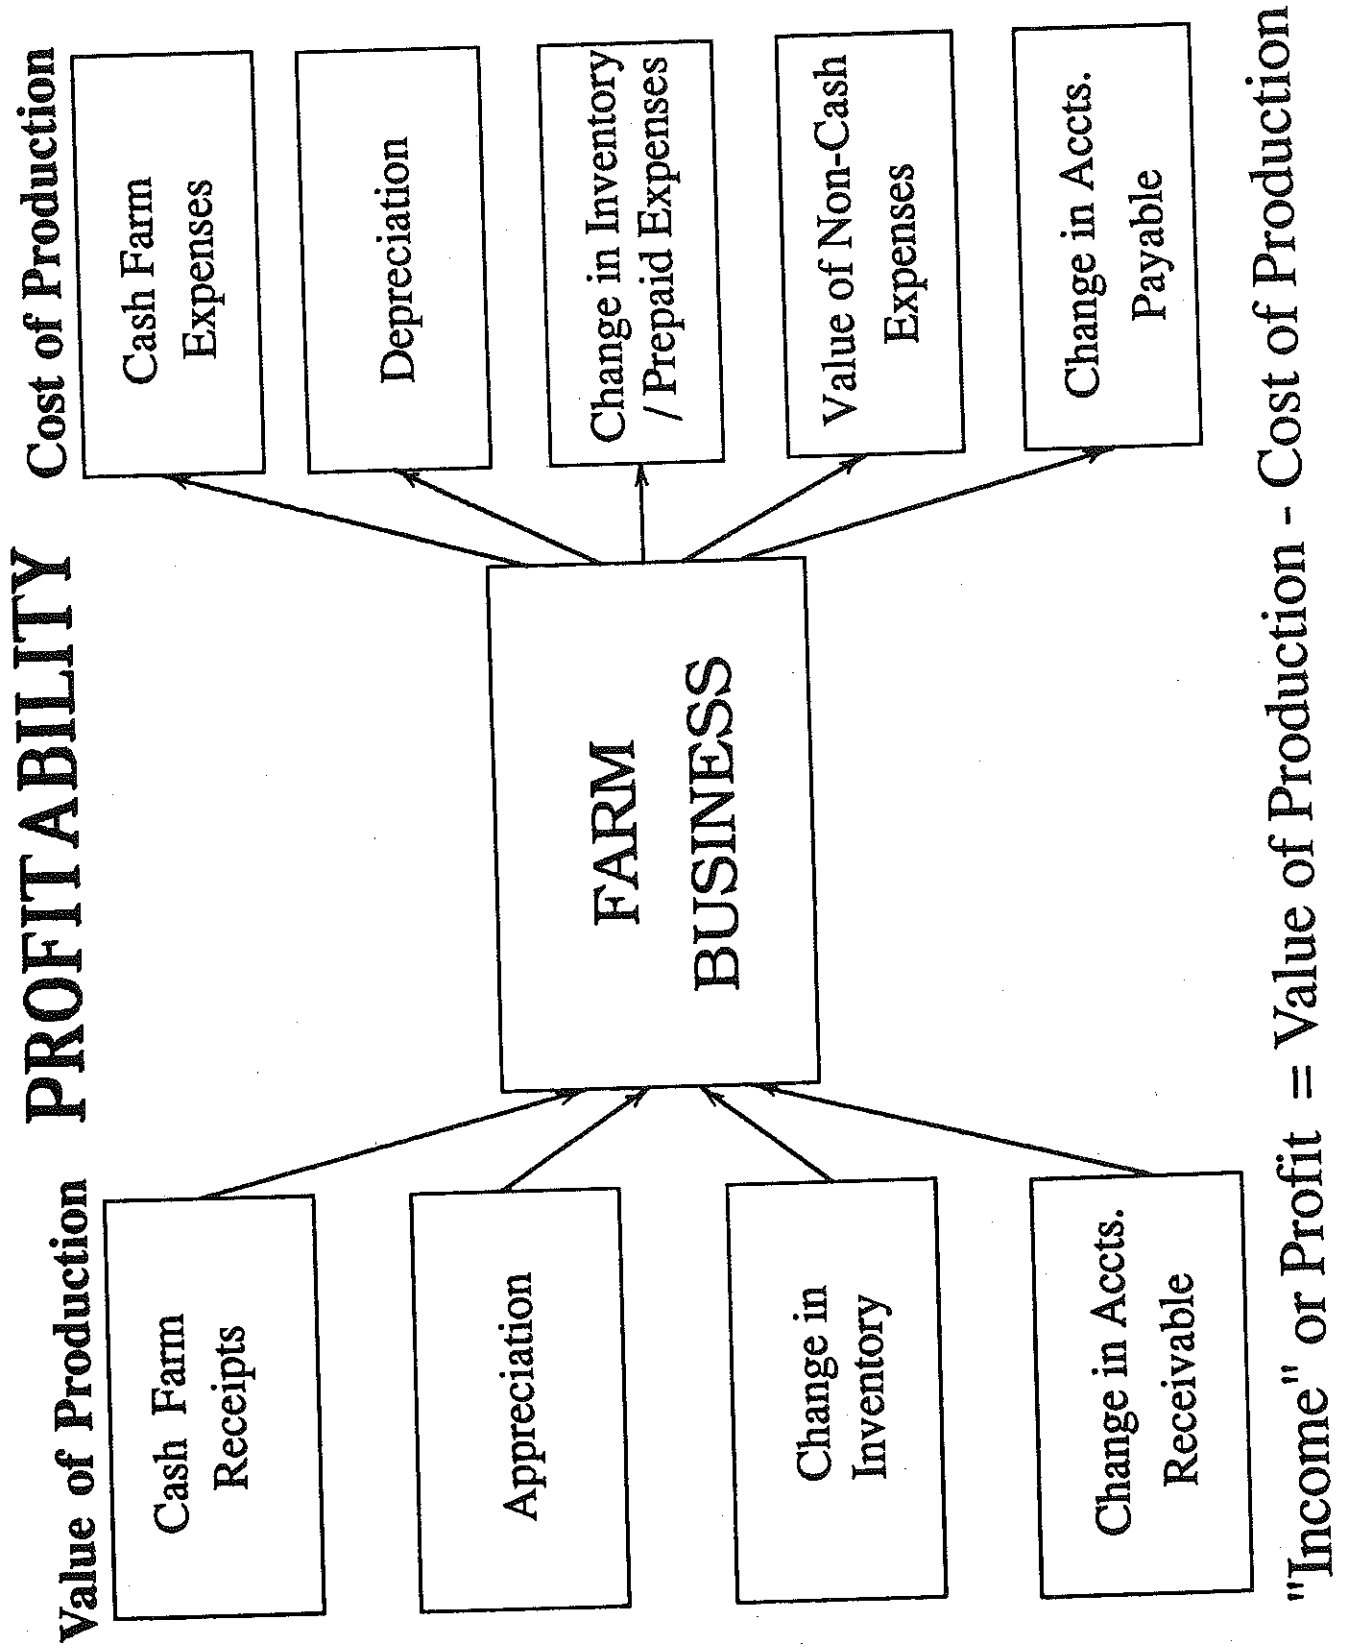 PROFITABILITY
Value of Production
Cost of Production
Cash Farm
Receipts
Appreciation
Change in
Inventory
Change in Accts.
Receivable
FARM
BUSINESS
Cash Farm
Expenses
Depreciation
Change in Inventory
/ Prepaid Expenses
Value of Non-Cash
Expenses
Change in Accts.
Payable
"Income" or Profit = Value of Production - Cost of Production